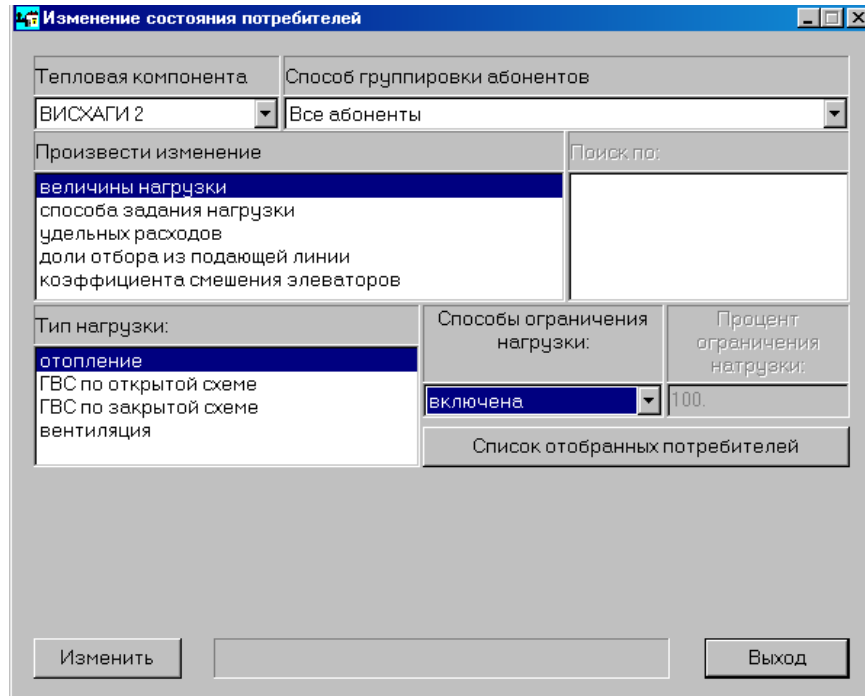 Изменение состояния потребителей
Тепловая компонента
Способ группировки абонентов
ВИСХАГИ 2
Все абоненты
Произвести изменение
Поиск по:
величины нагрузки
способа задания нагрузки
удельных расходов
доли отбора из подающей линии
коэффициента смешения элеваторов
Тип нагрузки:
отопление
ГВС по открытой схеме
ГВС по закрытой схеме
вентиляция
Способы ограничения
нагрузки:
Процент
ограничения
натрузки:
включена
100.
Список отобранных потребителей
Изменить
Выход